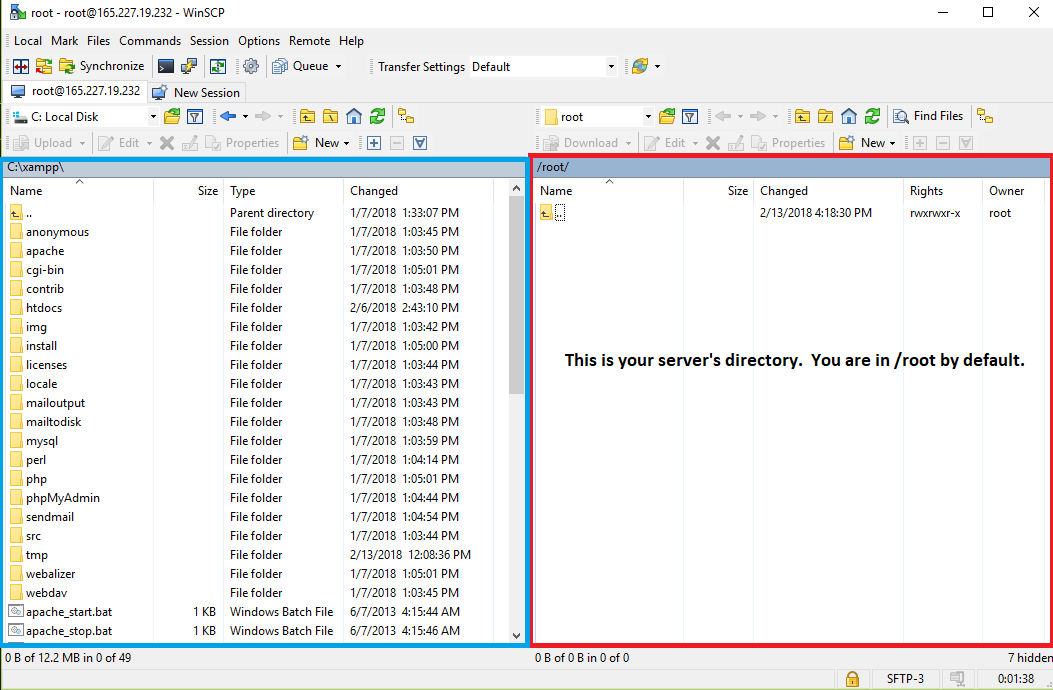 root - root@165.227.19.232 - WinSCP
Local Mark Files Commands Session Options Remote Help
Synchronize Queue Transfer Settings Default
root@165.227.19.232 New Session
C: Local Disk root Find Files
Upload Edit Properties New Download Edit Properties New
C:\xampp\ /root/
Name Size Type Changed Name Size Changed Rights Owner
.. Parent directory 1/7/2018 1:33:07 PM .. 2/13/2018 4:18:30 PM rwxrwxr-x root
anonymous File folder 1/7/2018 1:03:45 PM
apache File folder 1/7/2018 1:03:50 PM
cgi-bin File folder 1/7/2018 1:05:01 PM
contrib File folder 1/7/2018 1:03:48 PM
htdocs File folder 2/6/2018 2:43:10 PM
img File folder 1/7/2018 1:03:42 PM
install File folder 1/7/2018 1:05:00 PM
licenses File folder 1/7/2018 1:03:44 PM
This is your server's directory. You are in /root by default.
locale File folder 1/7/2018 1:03:43 PM
mailoutput File folder 1/7/2018 1:03:43 PM
mailtodisk File folder 1/7/2018 1:03:48 PM
mysql File folder 1/7/2018 1:03:59 PM
perl File folder 1/7/2018 1:04:14 PM
php File folder 1/7/2018 1:05:01 PM
phpMyAdmin File folder 1/7/2018 1:04:44 PM
sendmail File folder 1/7/2018 1:04:54 PM
src File folder 1/7/2018 1:03:44 PM
tmp File folder 2/13/2018 12:08:36 PM
webalizer File folder 1/7/2018 1:05:01 PM
webdav File folder 1/7/2018 1:03:45 PM
apache_start.bat 1 KB Windows Batch File 6/7/2013 4:15:44 AM
apache_stop.bat 1 KB Windows Batch File 6/7/2013 4:15:46 AM
0 B of 12.2 MB in 0 of 49 0 B of 0 B in 0 of 0 7 hidden
SFTP-3 0:01:38